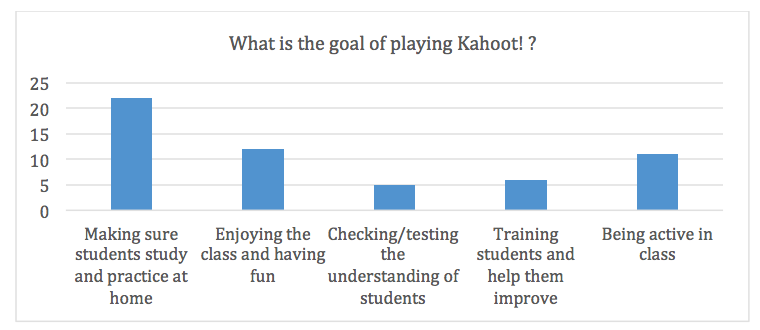 What is the goal of playing Kahoot! ?
25
20
15
10
5
0
Making sure
students study
and practice at
home
Enjoying the
class and having
fun
Checking/testing
the
understanding of
students
Training
students and
help them
improve
Being active in
class